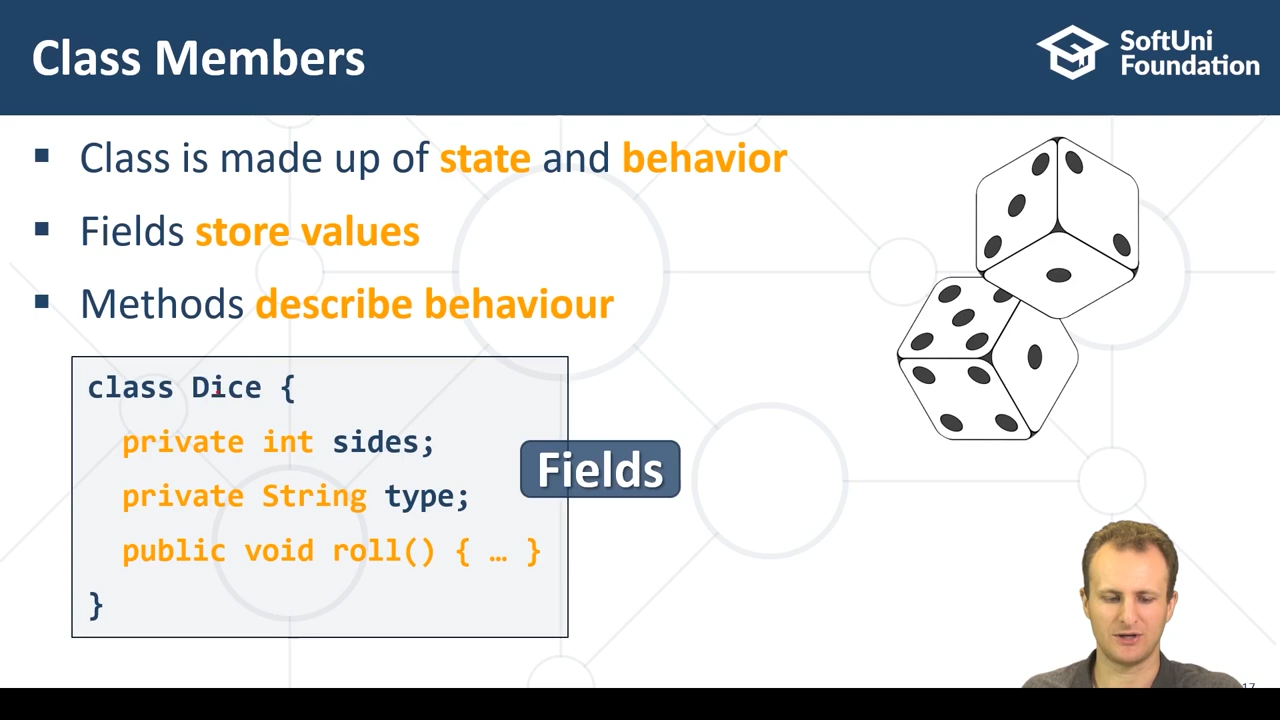 Class Members
SoftUni
Foundation
▪ Class is made up of state and behavior
▪ Fields store values
▪ Methods describe behaviour
class Dice {
private int sides;
private String type;
public void roll() { … }
}
Fields
17